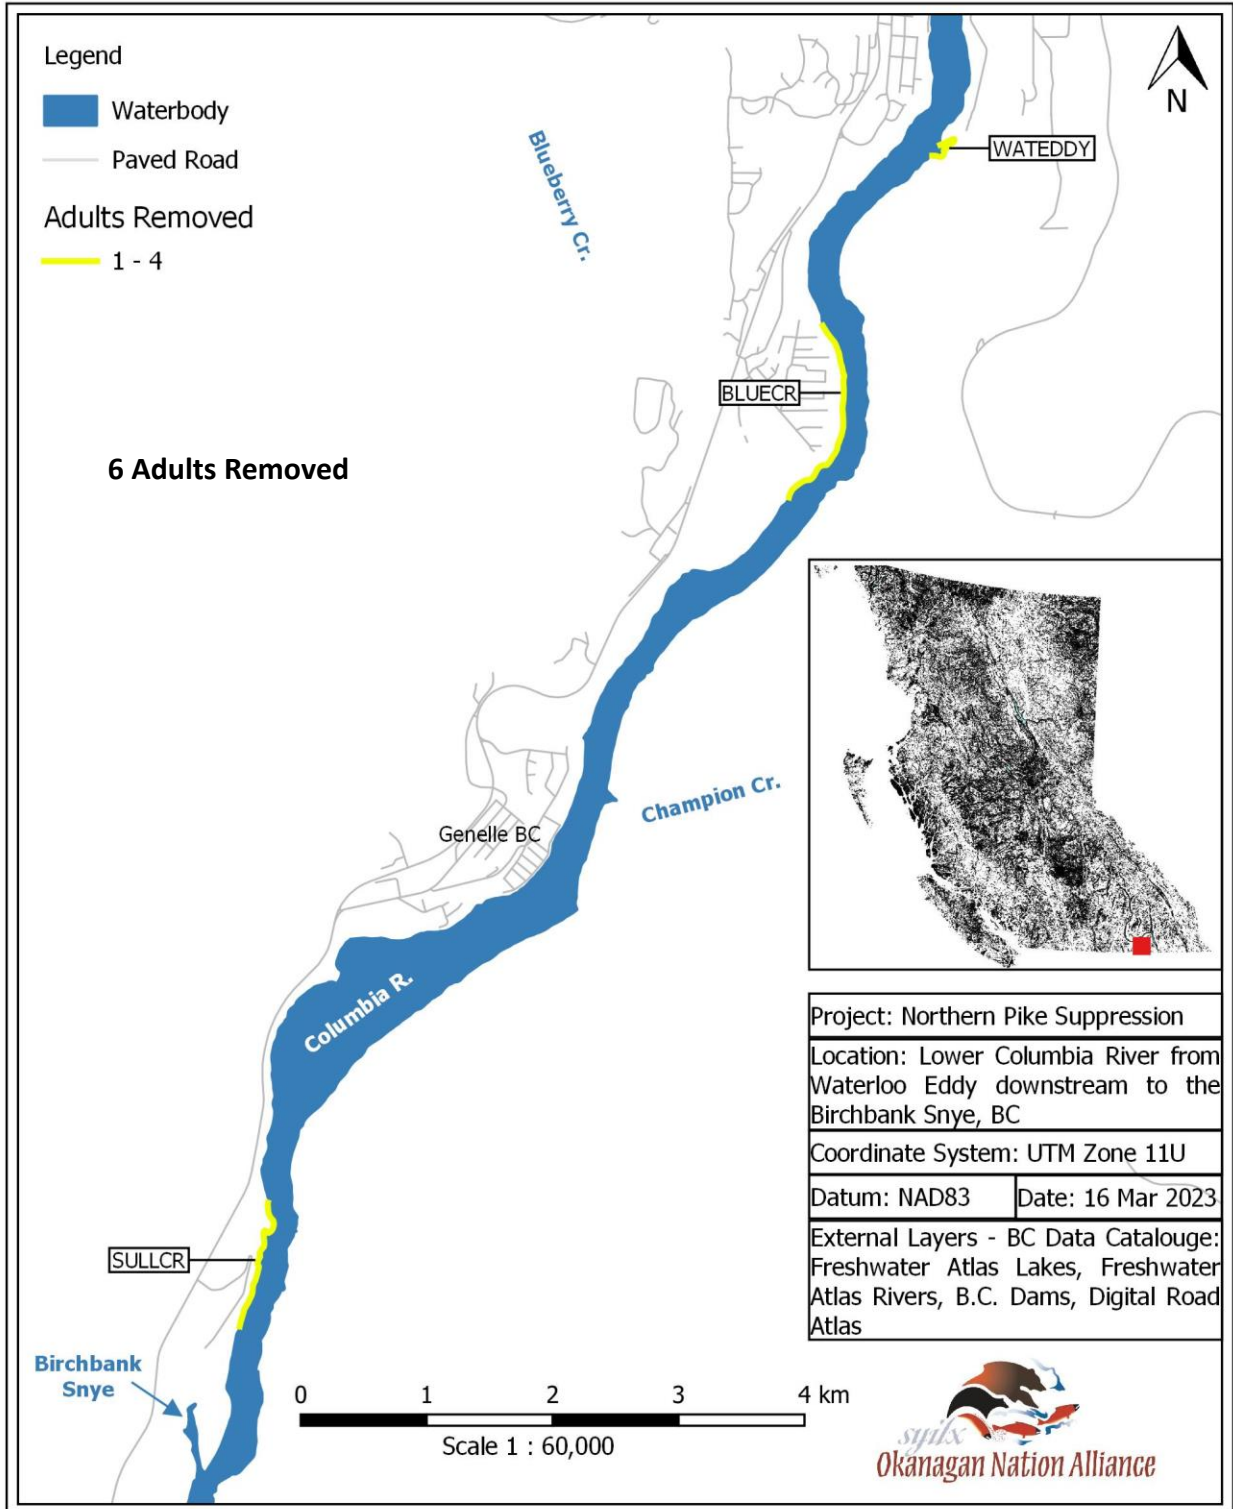 Legend
Waterbody
Paved Road
Adults Removed
1 - 4
N
WATEDDY
Blueberry Cr.
BLUECR
6 Adults Removed
Champion Cr.
Genelle BC
Columbia R.
Project: Northern Pike Suppression
Location: Lower Columbia River from
Waterloo Eddy downstream to the
Birchbank Snye, BC
Coordinate System: UTM Zone 11U
Datum: NAD83
Date: 16 Mar 2023
External Layers - BC Data Catalouge:
Freshwater Atlas Lakes, Freshwater
Atlas Rivers, B.C. Dams, Digital Road
Atlas
SULLCR
Birchbank
Snye
0 1 2 3 4 km
Scale 1 : 60,000
syilx
Okanagan Nation Alliance